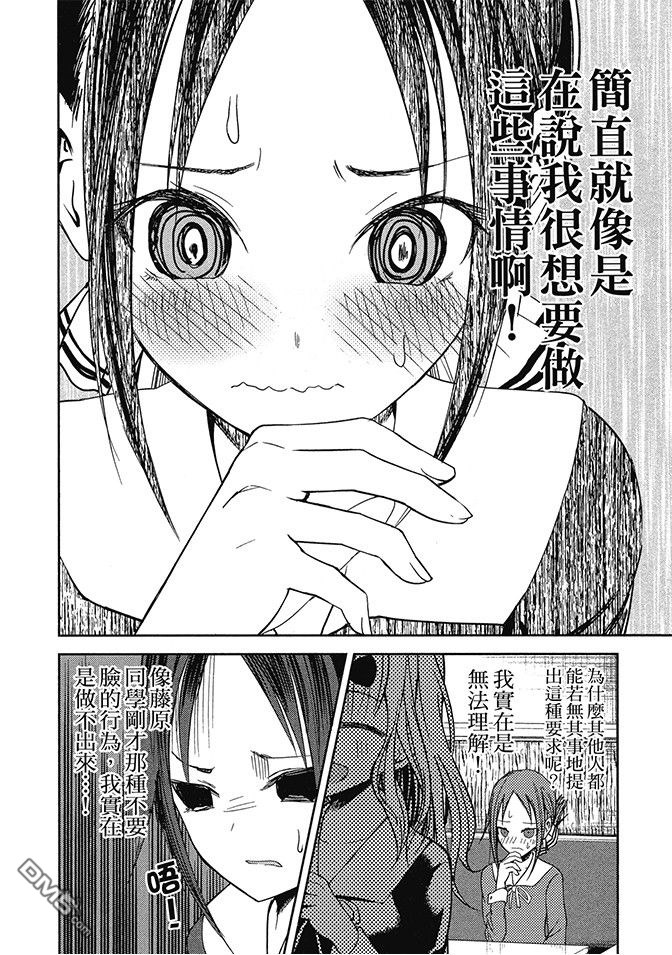 簡直就像是
在說我很想要做
這些事情啊！
為什麼其他人都
能若無其事地提
出這種要求呢？
我實在是
無法理解！
像藤原
同學剛才那種不要
臉的行為，我實在
是做不出來……！
唔！
DM5.com